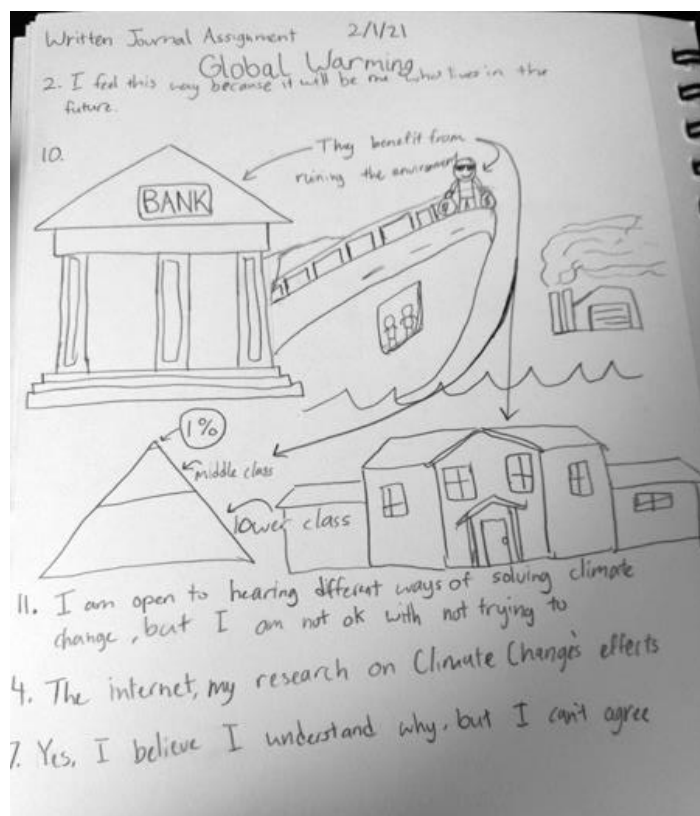 Written Journal Assignment 2/1/21
Global Warming
2. I feel this way because it will be me who lives in the
future.
10.
They benefit from
ruining the environment
BANK
1%
middle class
lower class
11. I am open to hearing different ways of solving climate
change, but I am not ok with not trying to
4. The internet, my research on Climate Change's effects
7. Yes, I believe I understand why, but I can't agree